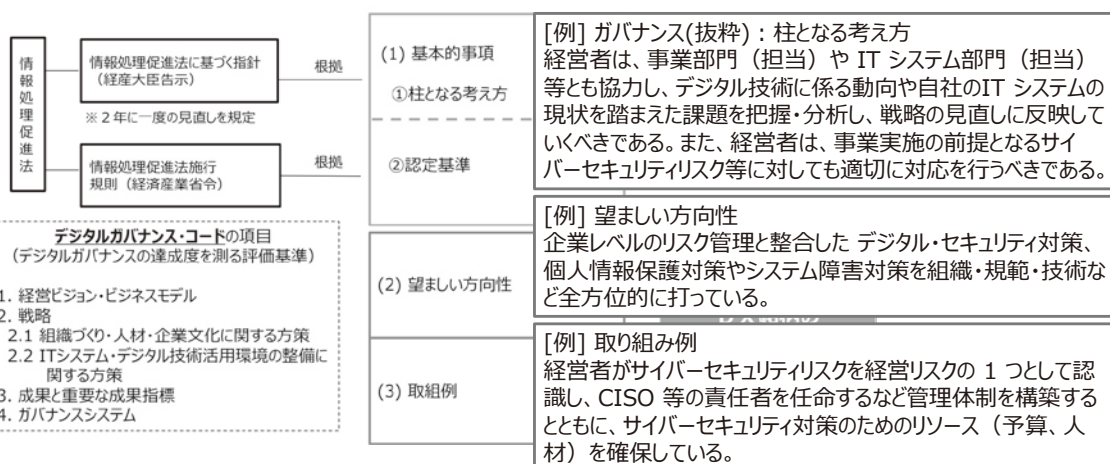 情報処理促進法
情報処理促進法に基づく指針
（経産大臣告示）
根拠
※２年に一度の見直しを規定
情報処理促進法施行
規則（経済産業省令）
根拠
デジタルガバナンス・コードの項目
（デジタルガバナンスの達成度を測る評価基準）
1. 経営ビジョン・ビジネスモデル
2. 戦略
2.1 組織づくり・人材・企業文化に関する方策
2.2 ITシステム・デジタル技術活用環境の整備に
関する方策
3. 成果と重要な成果指標
4. ガバナンスシステム
(1) 基本的事項
①柱となる考え方
②認定基準
(2) 望ましい方向性
(3) 取組例
[例] ガバナンス(抜粋)：柱となる考え方
経営者は、事業部門（担当）や IT システム部門（担当）
等とも協力し、デジタル技術に係る動向や自社のIT システムの
現状を踏まえた課題を把握・分析し、戦略の見直しに反映して
いくべきである。また、経営者は、事業実施の前提となるサイ
バーセキュリティリスク等に対しても適切に対応を行うべきである。
[例] 望ましい方向性
企業レベルのリスク管理と整合した デジタル・セキュリティ対策、
個人情報保護対策やシステム障害対策を組織・規範・技術な
ど全方位的に打っている。
[例] 取り組み例
経営者がサイバーセキュリティリスクを経営リスクの 1 つとして認
識し、CISO 等の責任者を任命するなど管理体制を構築する
とともに、サイバーセキュリティ対策のためのリソース（予算、人
材）を確保している。